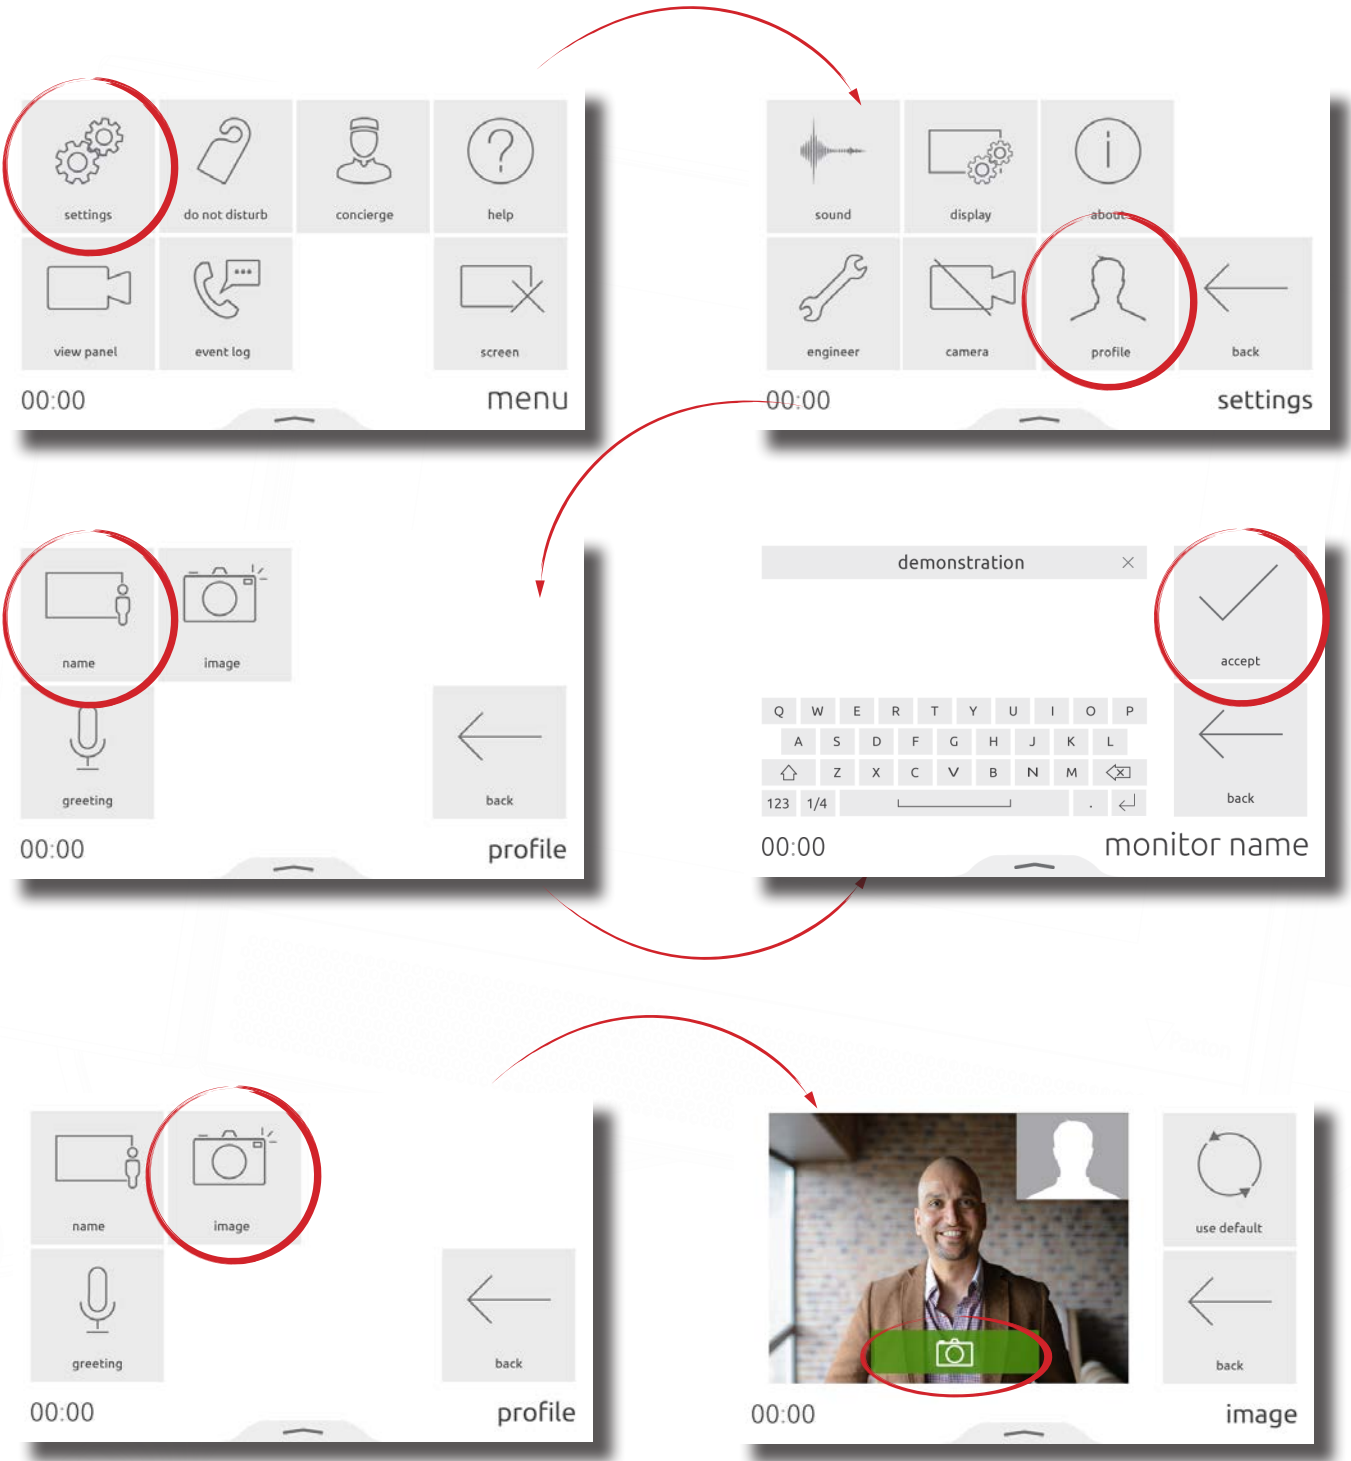 settings
do not disturb
concierge
help
view panel
event log
screen
00:00
menu
sound
display
about
engineer
camera
profile
back
00:00
settings
name
image
greeting
back
00:00
profile
demonstration
accept
Q W E R T Y U I O P
A S D F G H J K L
Z X C V B N M
123 1/4 .
back
00:00
monitor name
name
image
greeting
back
00:00
profile
use default
back
00:00
image